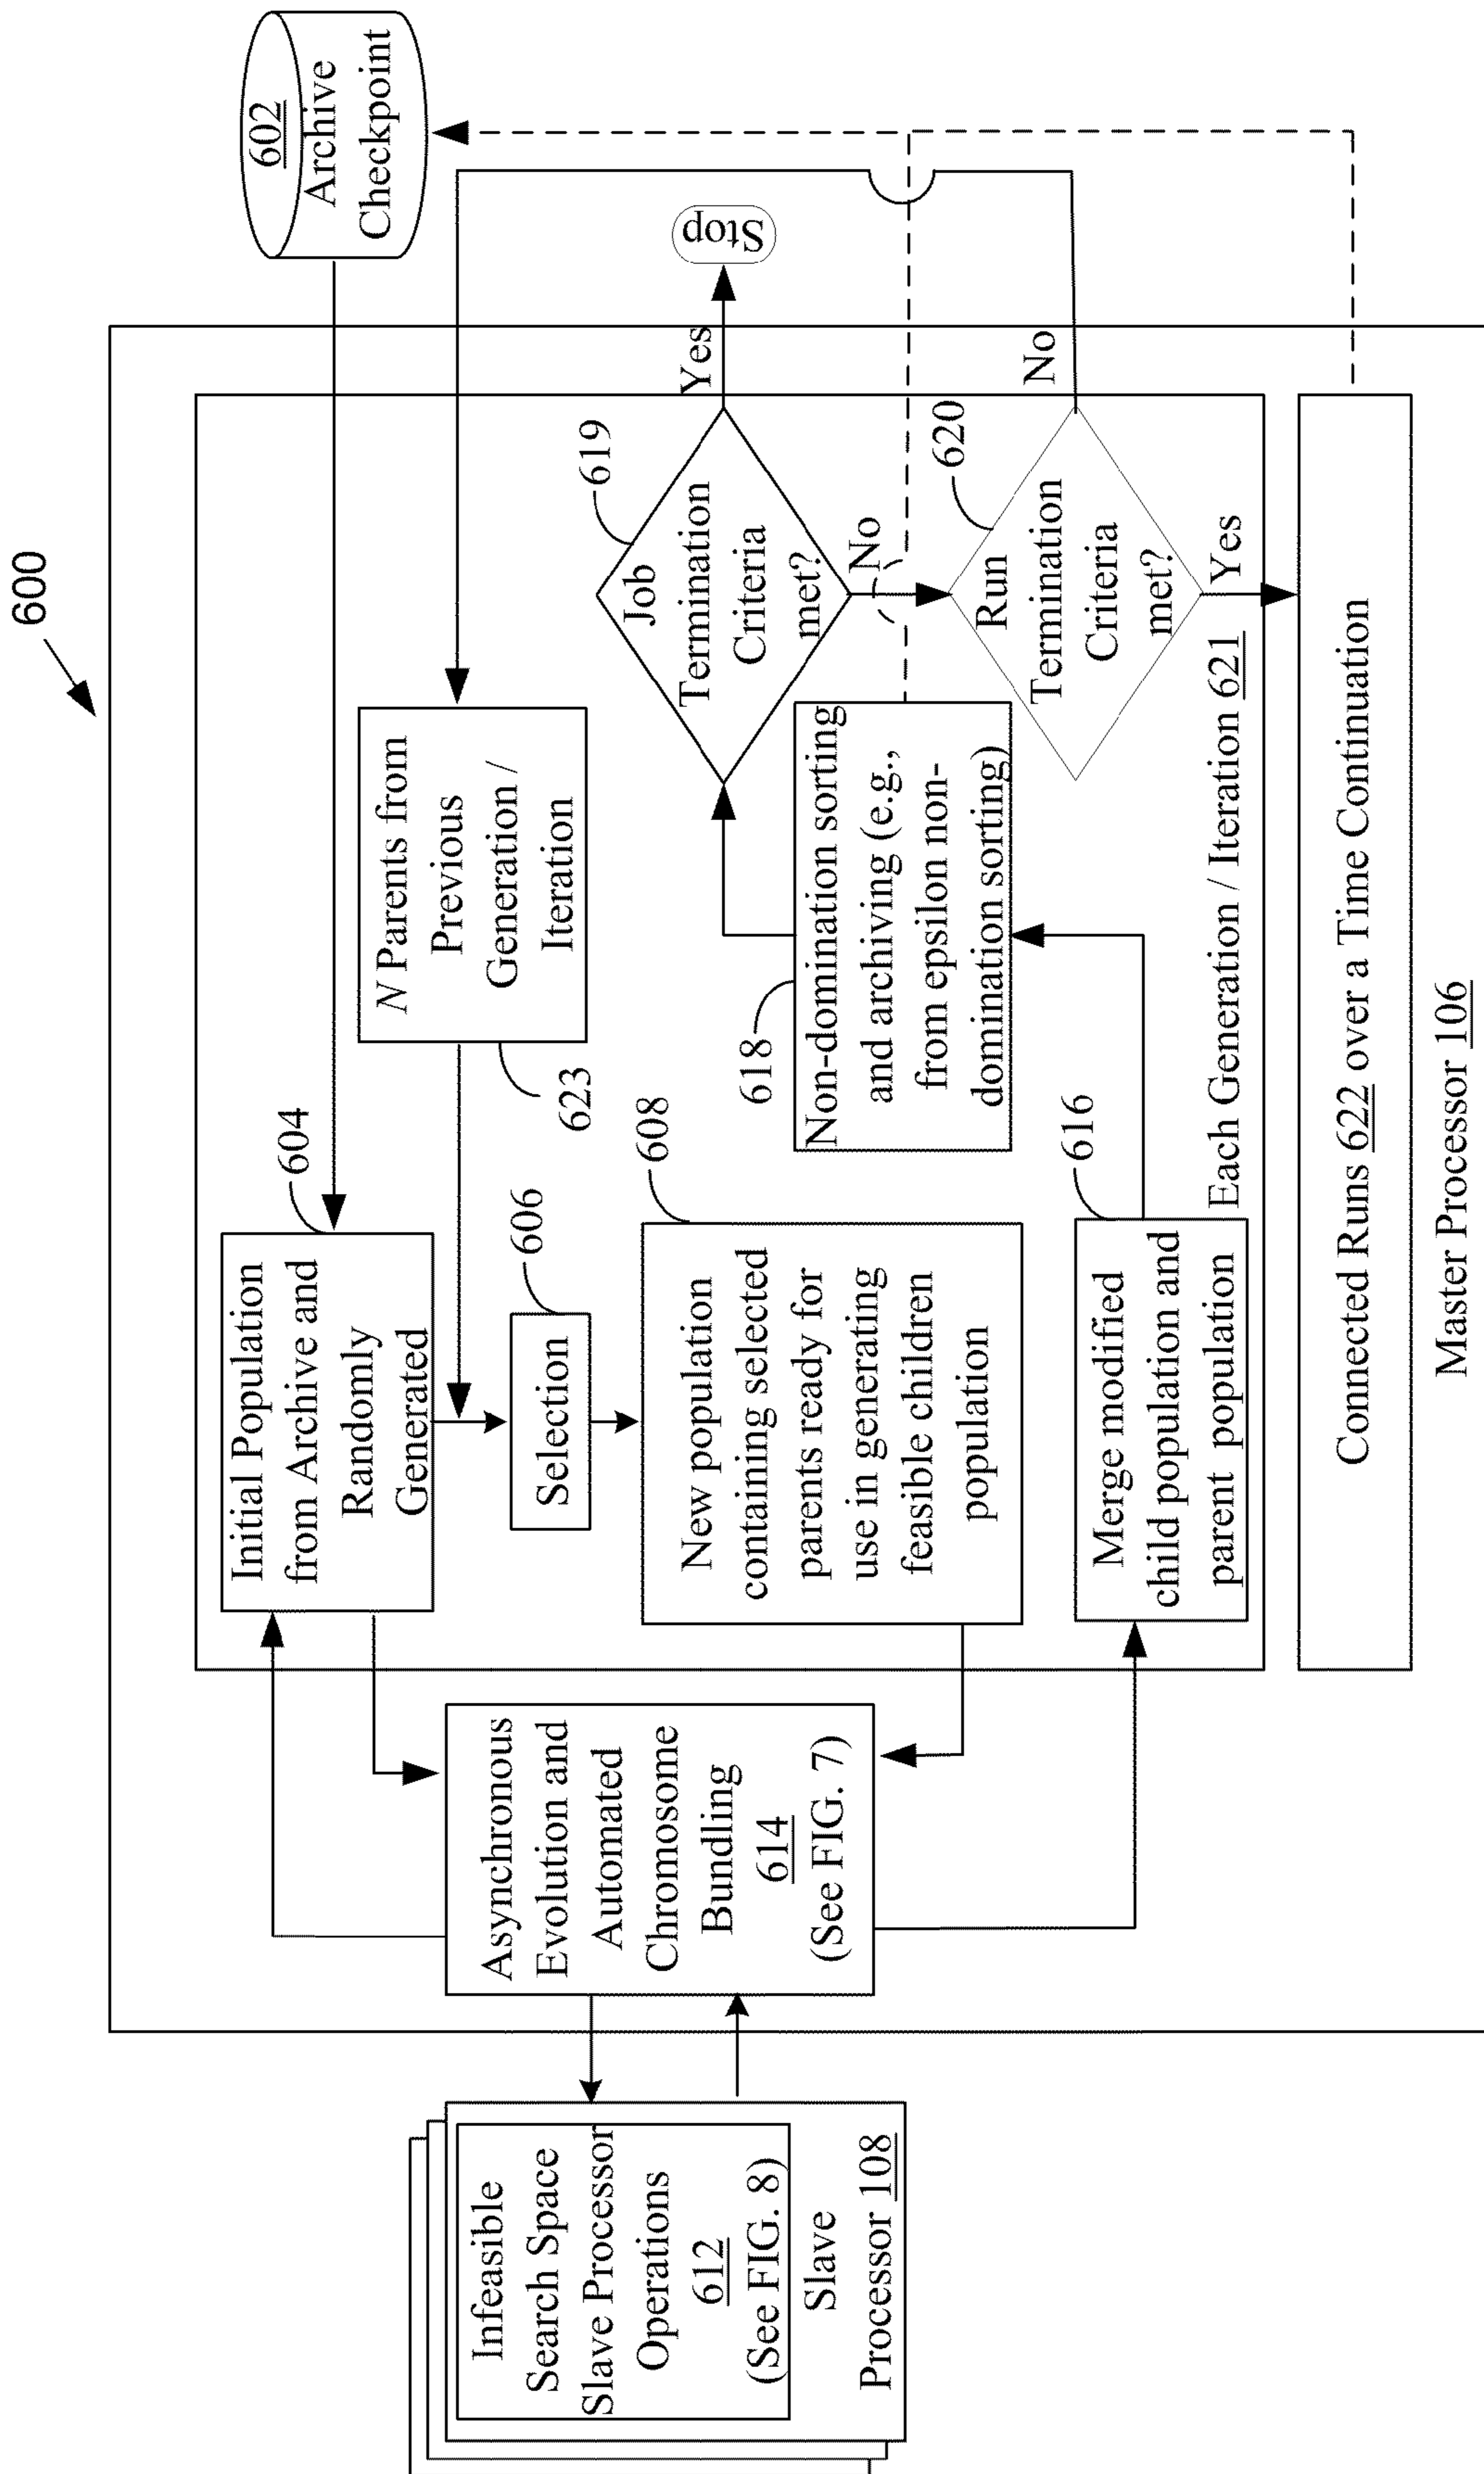 600
602
Archive
Checkpoint
604
Initial Population
from Archive and
Randomly
Generated
N Parents from
Previous
Generation /
Iteration
623
606
Selection
608
New population
containing selected
parents ready for
use in generating
feasible children
population
Asynchronous
Evolution and
Automated
Chromosome
Bundling
614
(See FIG. 7)
Infeasible
Search Space
Slave Processor
Operations
612
(See FIG. 8)
Slave
Processor 108
616
Merge modified
child population and
parent population
618
Non-domination sorting
and archiving (e.g.,
from epsilon non-
domination sorting)
619
Job
Termination
Criteria
met?
Yes
Stop
No
620
Run
Termination
Criteria
met?
No
Yes
Each Generation / Iteration 621
Connected Runs 622 over a Time Continuation
Master Processor 106